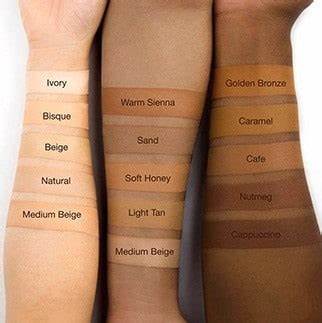 Ivory
Bisque
Beige
Natural
Medium Beige
Warm Sienna
Sand
Soft Honey
Light Tan
Medium Beige
Golden Bronze
Caramel
Cafe
Nutmeg
Cappuccino